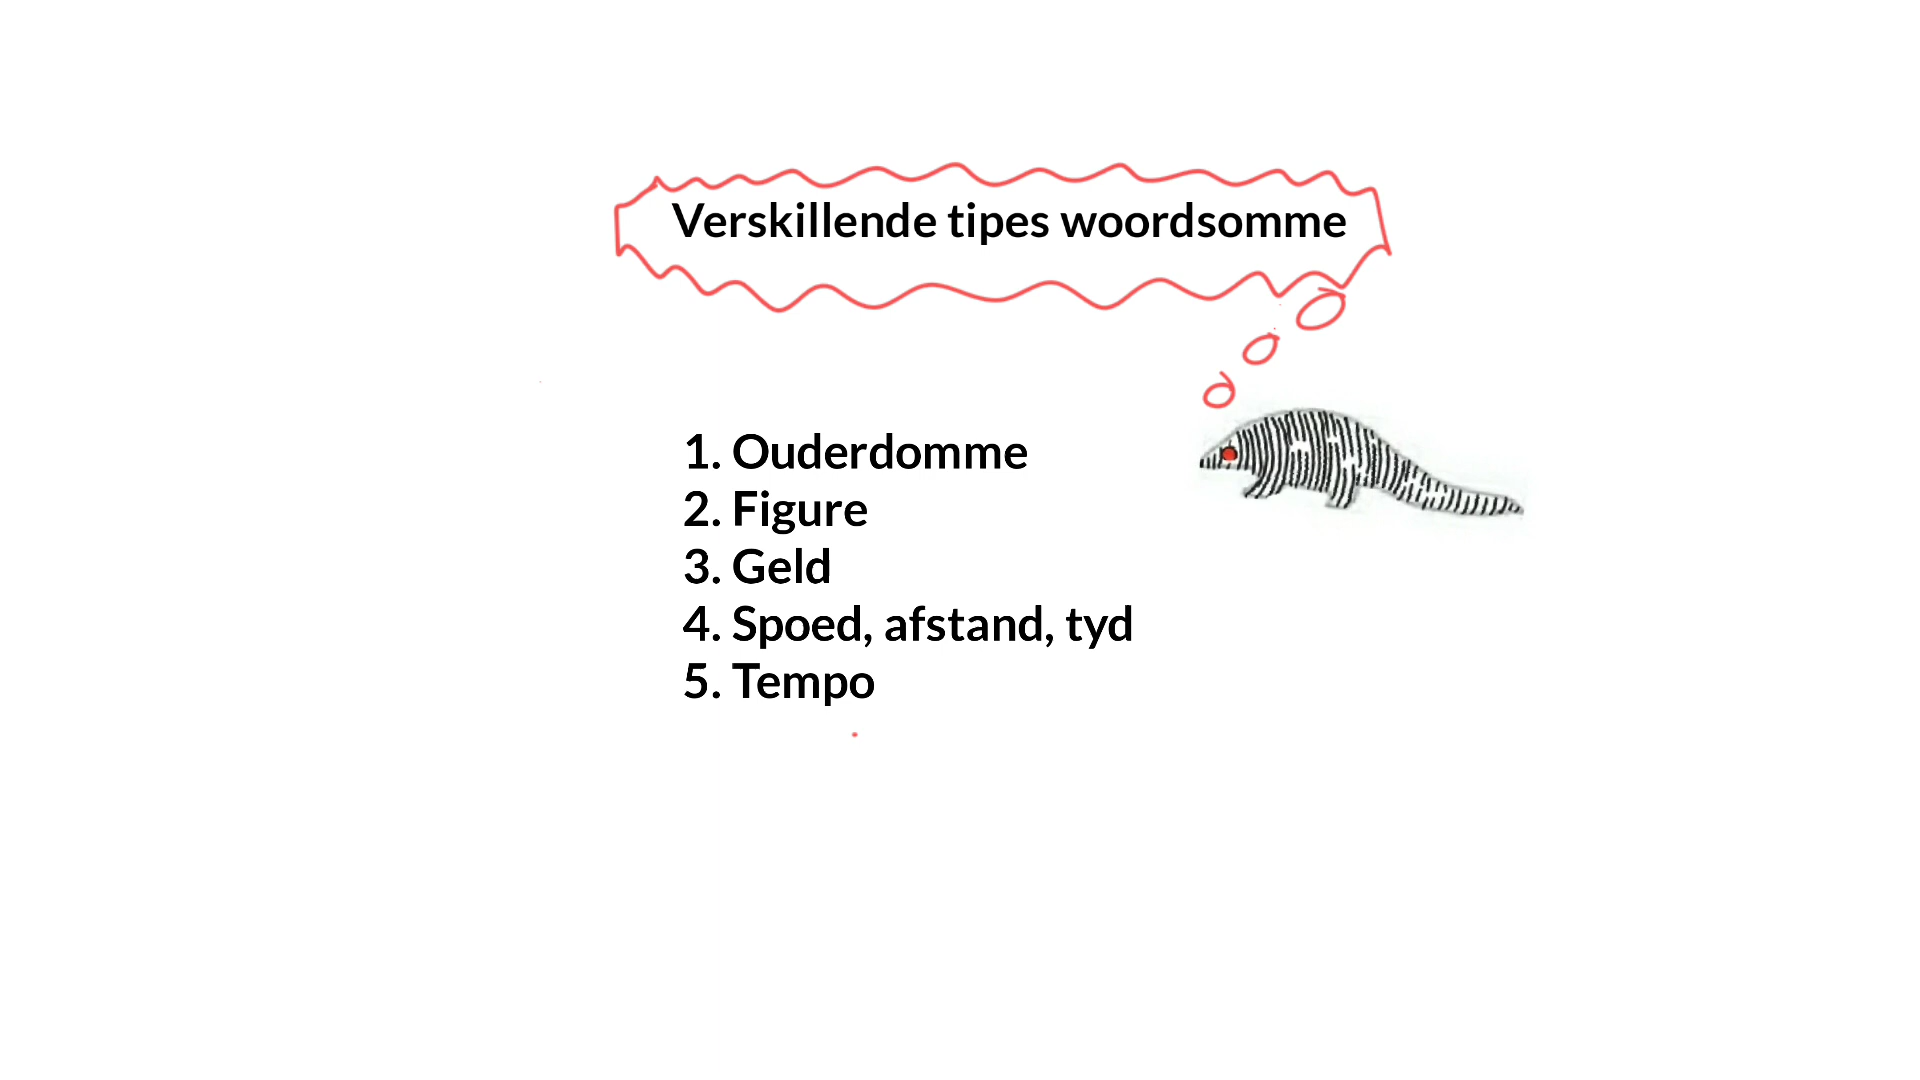 Verskillende tipes woordsomme
1. Ouderdomme
2. Figure
3. Geld
4. Spoed, afstand, tyd
5. Tempo